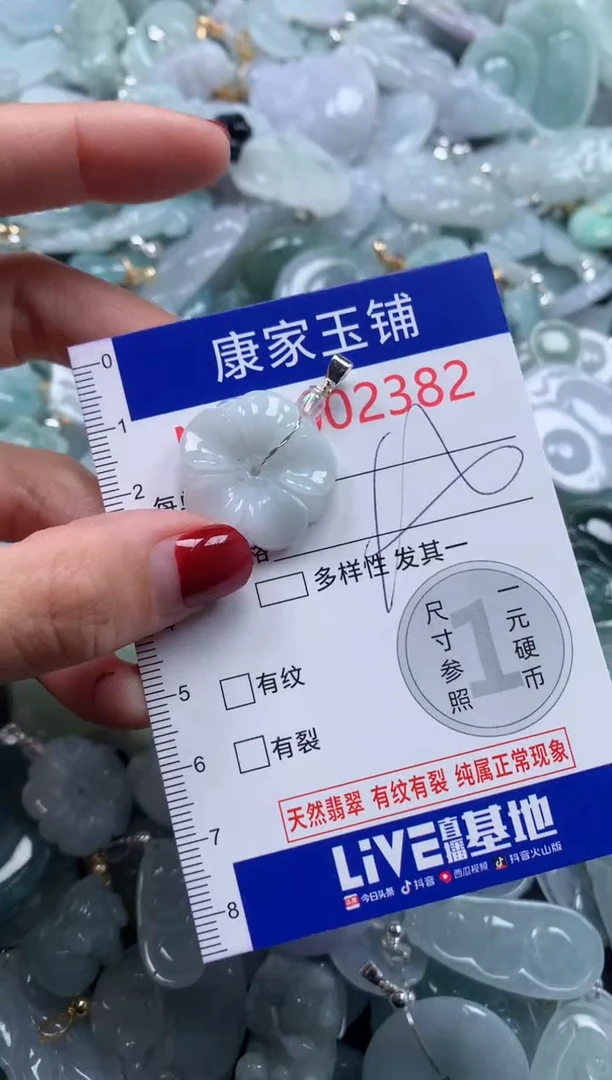 0
康家玉铺
02382
1
2
多样性 发其一
一元硬币
尺寸参照
1
5
有纹
6
有裂
天然翡翠 有纹有裂 纯属正常现象
7
LiVE直播基地
8
今日头条 抖音 西瓜视频 抖音火山版